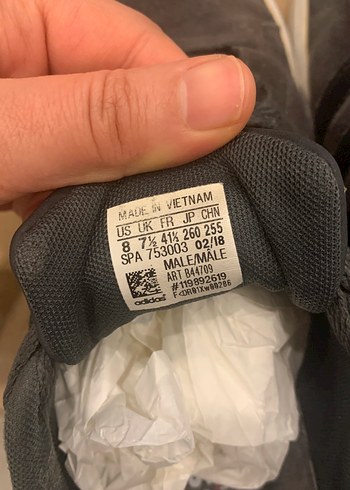 MADE IN VIETNAM
US UK FR JP CHN
8 7½ 41⅓ 260 255
SPA 753003 02/18
MALE/MALE
ART B44709
#119892619
adidas